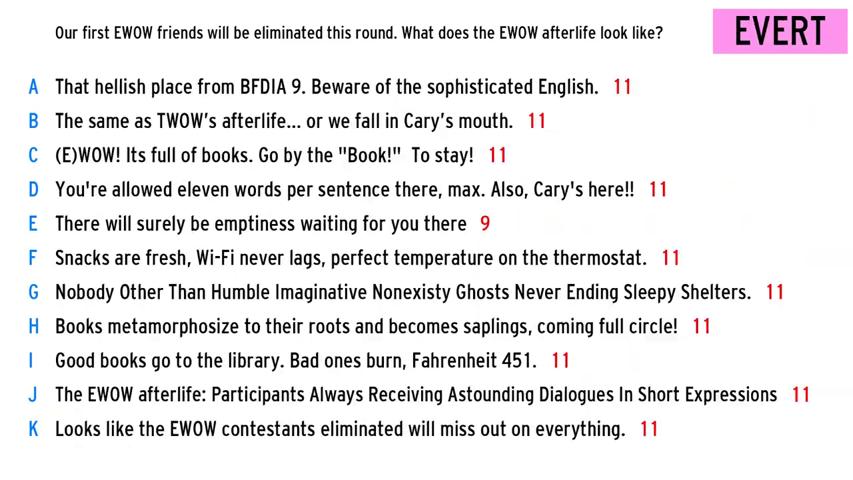 Our first EWOW friends will be eliminated this round. What does the EWOW afterlife look like?
EVERT
A That hellish place from BFDIA 9. Beware of the sophisticated English. 11
B The same as TWOW's afterlife... or we fall in Cary's mouth. 11
C (E)WOW! Its full of books. Go by the "Book!" To stay! 11
D You're allowed eleven words per sentence there, max. Also, Cary's here!! 11
E There will surely be emptiness waiting for you there 9
F Snacks are fresh, Wi-Fi never lags, perfect temperature on the thermostat. 11
G Nobody Other Than Humble Imaginative Nonexisty Ghosts Never Ending Sleepy Shelters. 11
H Books metamorphosize to their roots and becomes saplings, coming full circle! 11
I Good books go to the library. Bad ones burn, Fahrenheit 451. 11
J The EWOW afterlife: Participants Always Receiving Astounding Dialogues In Short Expressions 11
K Looks like the EWOW contestants eliminated will miss out on everything. 11